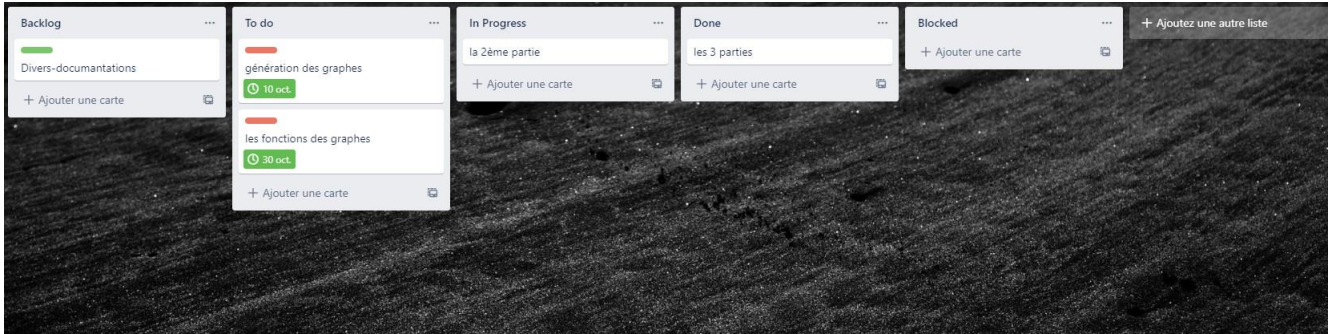 Backlog
Divers-documantations
+ Ajouter une carte
To do
génération des graphes
10 oct.
les fonctions des graphes
30 oct.
+ Ajouter une carte
In Progress
la 2ème partie
+ Ajouter une carte
Done
les 3 parties
+ Ajouter une carte
Blocked
+ Ajouter une carte
+ Ajoutez une autre liste